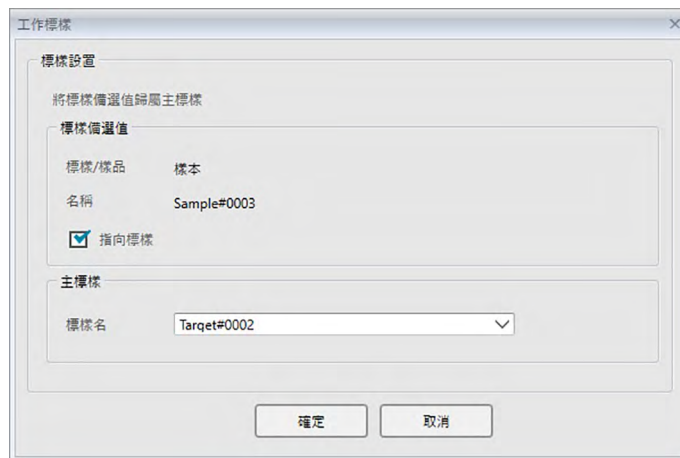 工作標樣
標樣設置
將標樣備選值歸屬主標樣
標樣備選值
標樣/樣品 樣本
名稱 Sample#0003
指向標樣
主標樣
標樣名 Target#0002
確定 取消